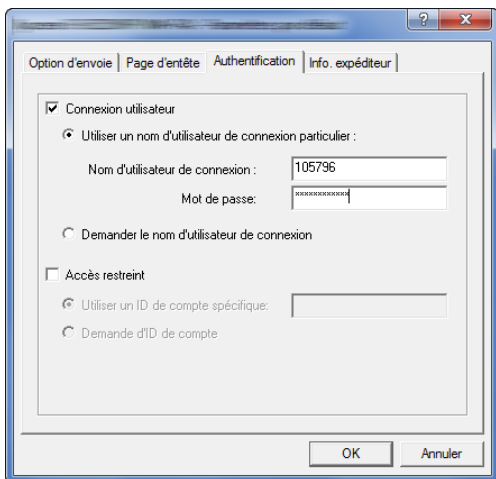 ?
X
Option d'envoie
Page d'entête
Authentification
Info. expéditeur
Connexion utilisateur
Utiliser un nom d'utilisateur de connexion particulier :
Nom d'utilisateur de connexion : 105796
Mot de passe: ************
Demander le nom d'utilisateur de connexion
Accès restreint
Utiliser un ID de compte spécifique:
Demande d'ID de compte
OK
Annuler